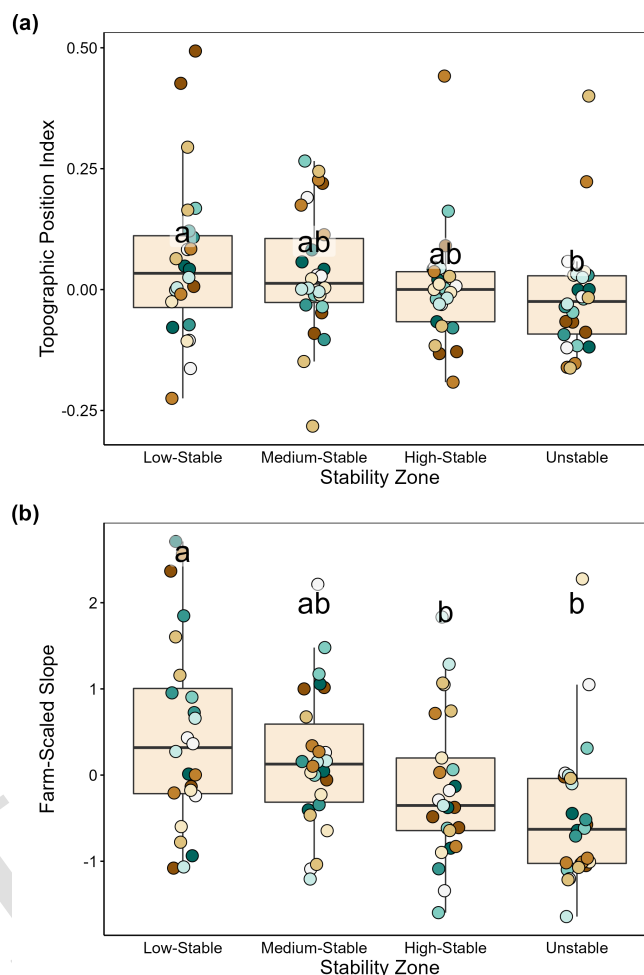 (a)
0.50
0.25
0.00
-0.25
Topographic Position Index
a
ab
ab
b
Low-Stable Medium-Stable High-Stable Unstable
Stability Zone
(b)
2
1
0
-1
Farm-Scaled Slope
a
ab
b
b
Low-Stable Medium-Stable High-Stable Unstable
Stability Zone